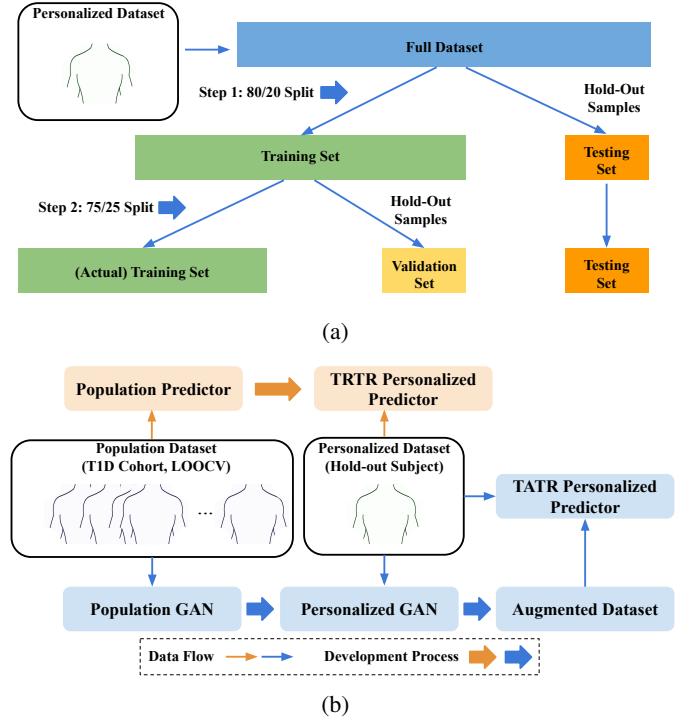 Personalized Dataset
Full Dataset
Step 1: 80/20 Split
Hold-Out
Samples
Training Set
Testing
Set
Step 2: 75/25 Split
Hold-Out
Samples
(Actual) Training Set
Validation
Set
Testing
Set
(a)
Population Predictor
TRTR Personalized
Predictor
Population Dataset
(T1D Cohort, LOOCV)
...
Personalized Dataset
(Hold-out Subject)
TATR Personalized
Predictor
Population GAN
Personalized GAN
Augmented Dataset
Data Flow
Development Process
(b)